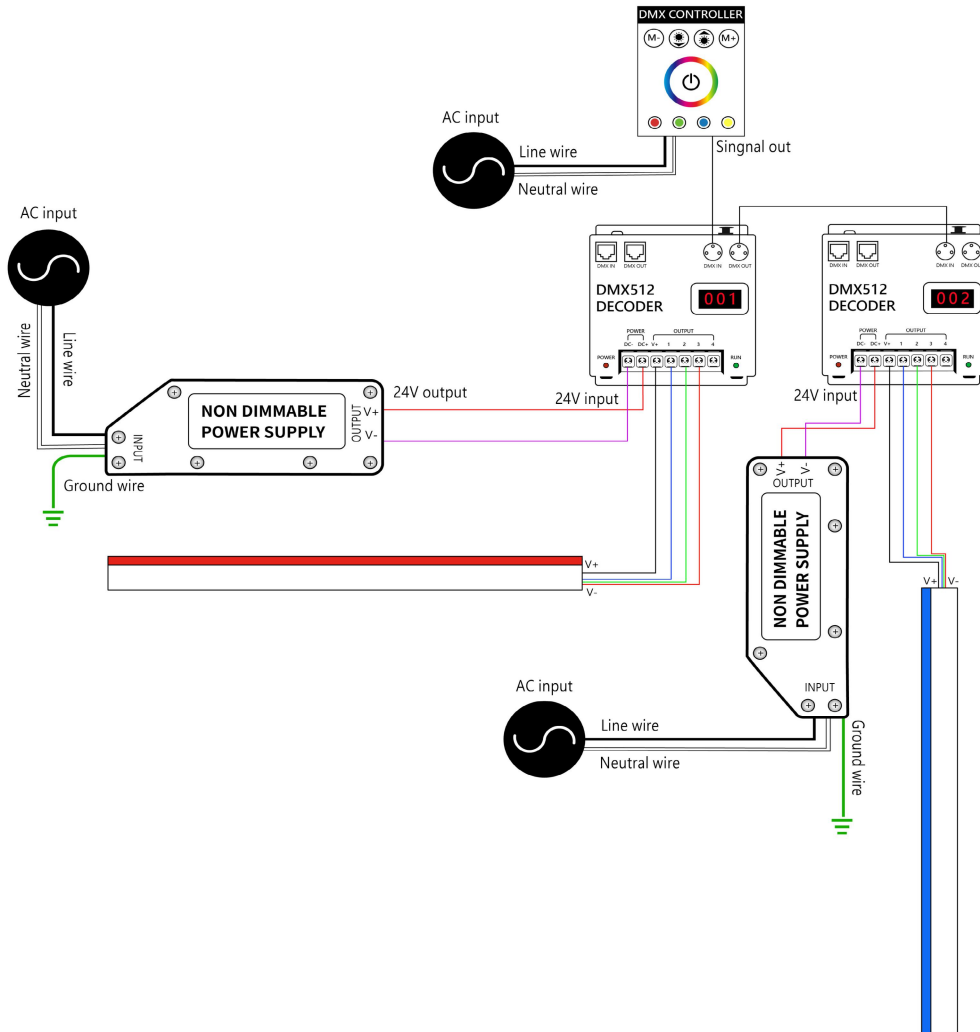 DMX CONTROLLER
M-
M+
AC input
Line wire
Neutral wire
Singnal out
AC input
Neutral wire
Line wire
DMX IN
DMX OUT
DMX IN
DMX OUT
DMX512
DECODER
001
POWER
OUTPUT
DC-
DC+
V+
1
2
3
4
POWER
RUN
24V input
DMX IN
DMX OUT
DMX IN
DMX OU
DMX512
DECODER
002
POWER
OUTPUT
DC-
DC+
V+
1
2
3
4
POWER
RUN
24V input
NON DIMMABLE
POWER SUPPLY
INPUT
OUTPUT
V+
V-
24V output
Ground wire
V+
V-
V+
V-
OUTPUT
NON DIMMABLE
POWER SUPPLY
INPUT
V+
V-
AC input
Line wire
Neutral wire
Ground wire